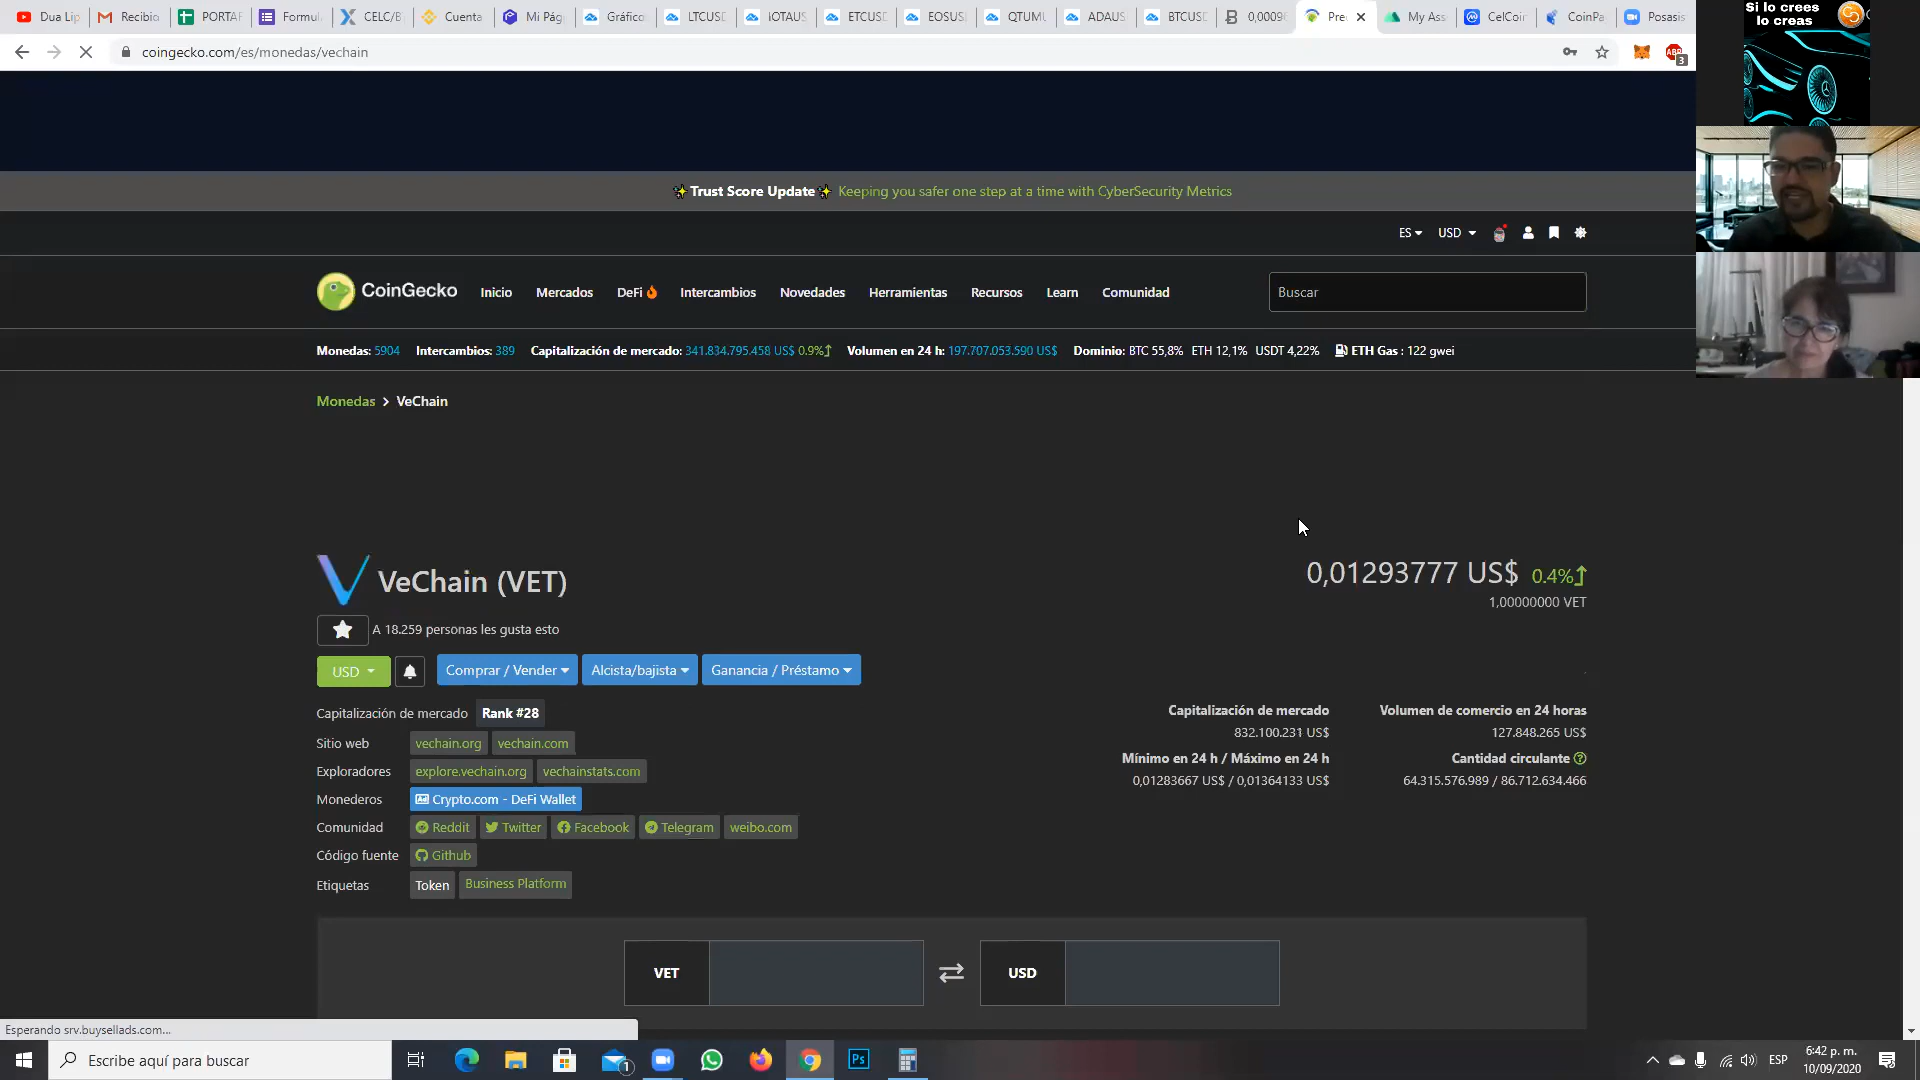 Dua Lip
Recibio
PORTAF
Formul
CELC/B
Cuenta
Mi Pág
Gráfico
LTCUSD
IOTAUS
ETCUSD
EOSUS
QTUMU
ADAUS
BTCUSD
0,0009
Pre
My Ass
CelCoin
CoinPa
Posasis
coingecko.com/es/monedas/vechain
ABP
3
Si lo crees
lo creas
✨ Trust Score Update ✨ Keeping you safer one step at a time with CyberSecurity Metrics
ES USD
CoinGecko Inicio Mercados DeFi Intercambios Novedades Herramientas Recursos Learn Comunidad Buscar
Monedas: 5904 Intercambios: 389 Capitalización de mercado: 341.834.795.458 US$ 0.9% Volumen en 24 h: 197.707.053.590 US$ Dominio: BTC 55,8% ETH 12,1% USDT 4,22% ETH Gas : 122 gwei
Monedas > VeChain
VeChain (VET)
0,01293777 US$ 0.4%
1,00000000 VET
A 18.259 personas les gusta esto
USD Comprar / Vender Alcista/bajista Ganancia / Préstamo
Capitalización de mercado Rank #28
Sitio web vechain.org vechain.com
Exploradores explore.vechain.org vechainstats.com
Monederos Crypto.com - DeFi Wallet
Comunidad Reddit Twitter Facebook Telegram weibo.com
Código fuente Github
Etiquetas Token Business Platform
Capitalización de mercado
832.100.231 US$
Volumen de comercio en 24 horas
127.848.265 US$
Mínimo en 24 h / Máximo en 24 h
0,01283667 US$ / 0,01364133 US$
Cantidad circulante ?
64.315.576.989 / 86.712.634.466
VET USD
Esperando srv.buysellads.com...
Escribe aquí para buscar
1
Ps
ESP
6:42 p. m.
10/09/2020